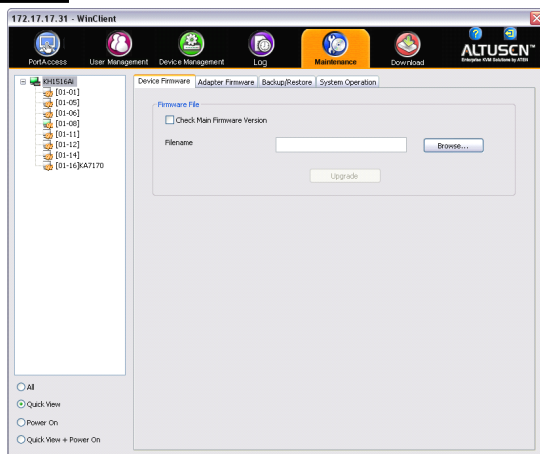 172.17.17.31 - WinClient
PortAccess User Management Device Management Log Maintenance Download
ALTUSCN™
Enterprise KVM Solutions by ATEN
KH1516Ai
[01-01]
[01-05]
[01-06]
[01-08]
[01-11]
[01-12]
[01-14]
[01-16]KA7170
Device Firmware Adapter Firmware Backup/Restore System Operation
Firmware File
Check Main Firmware Version
Filename
Browse...
Upgrade
All
Quick View
Power On
Quick View + Power On